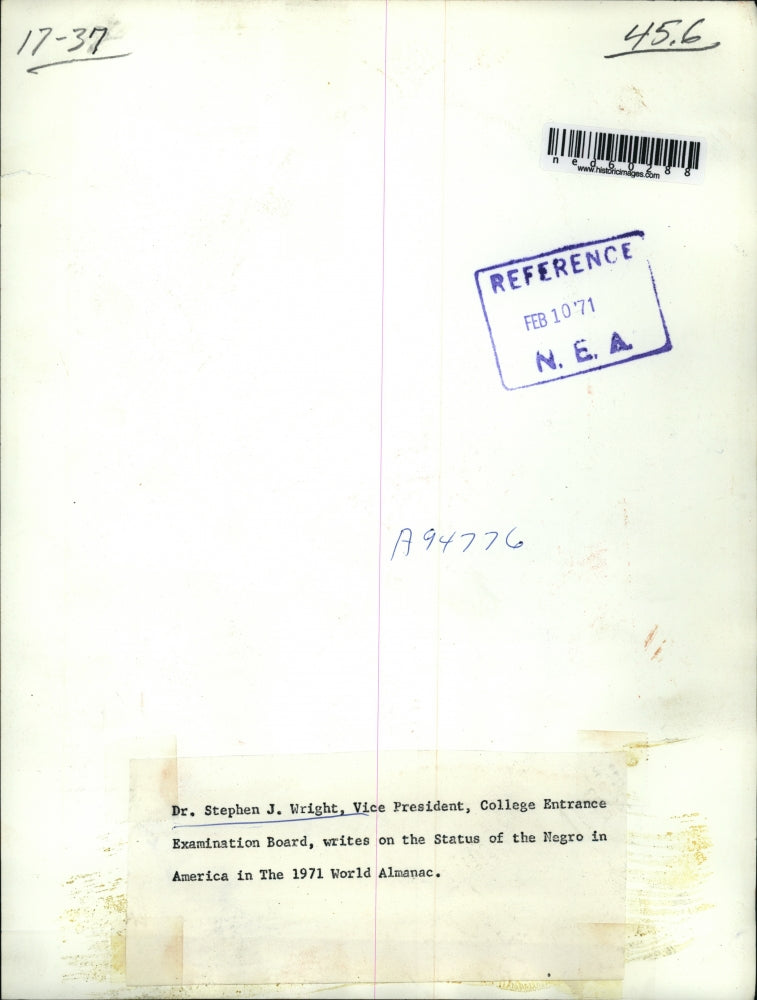 17-37
45.6
ned60288
www.historicimages.com
REFERENCE
FEB 10 '71
N. E. A.
A94776
Dr. Stephen J. Wright, Vice President, College Entrance
Examination Board, writes on the Status of the Negro in
America in The 1971 World Almanac.